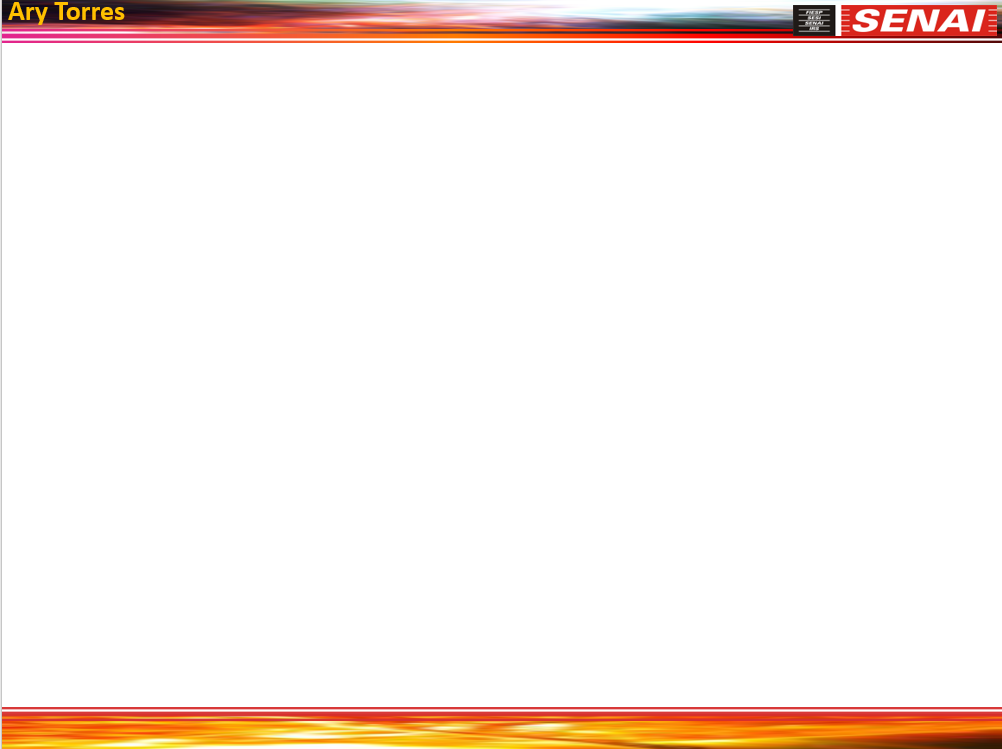 Ary Torres
FIESP
SESI
SENAI
IRS
SENAI